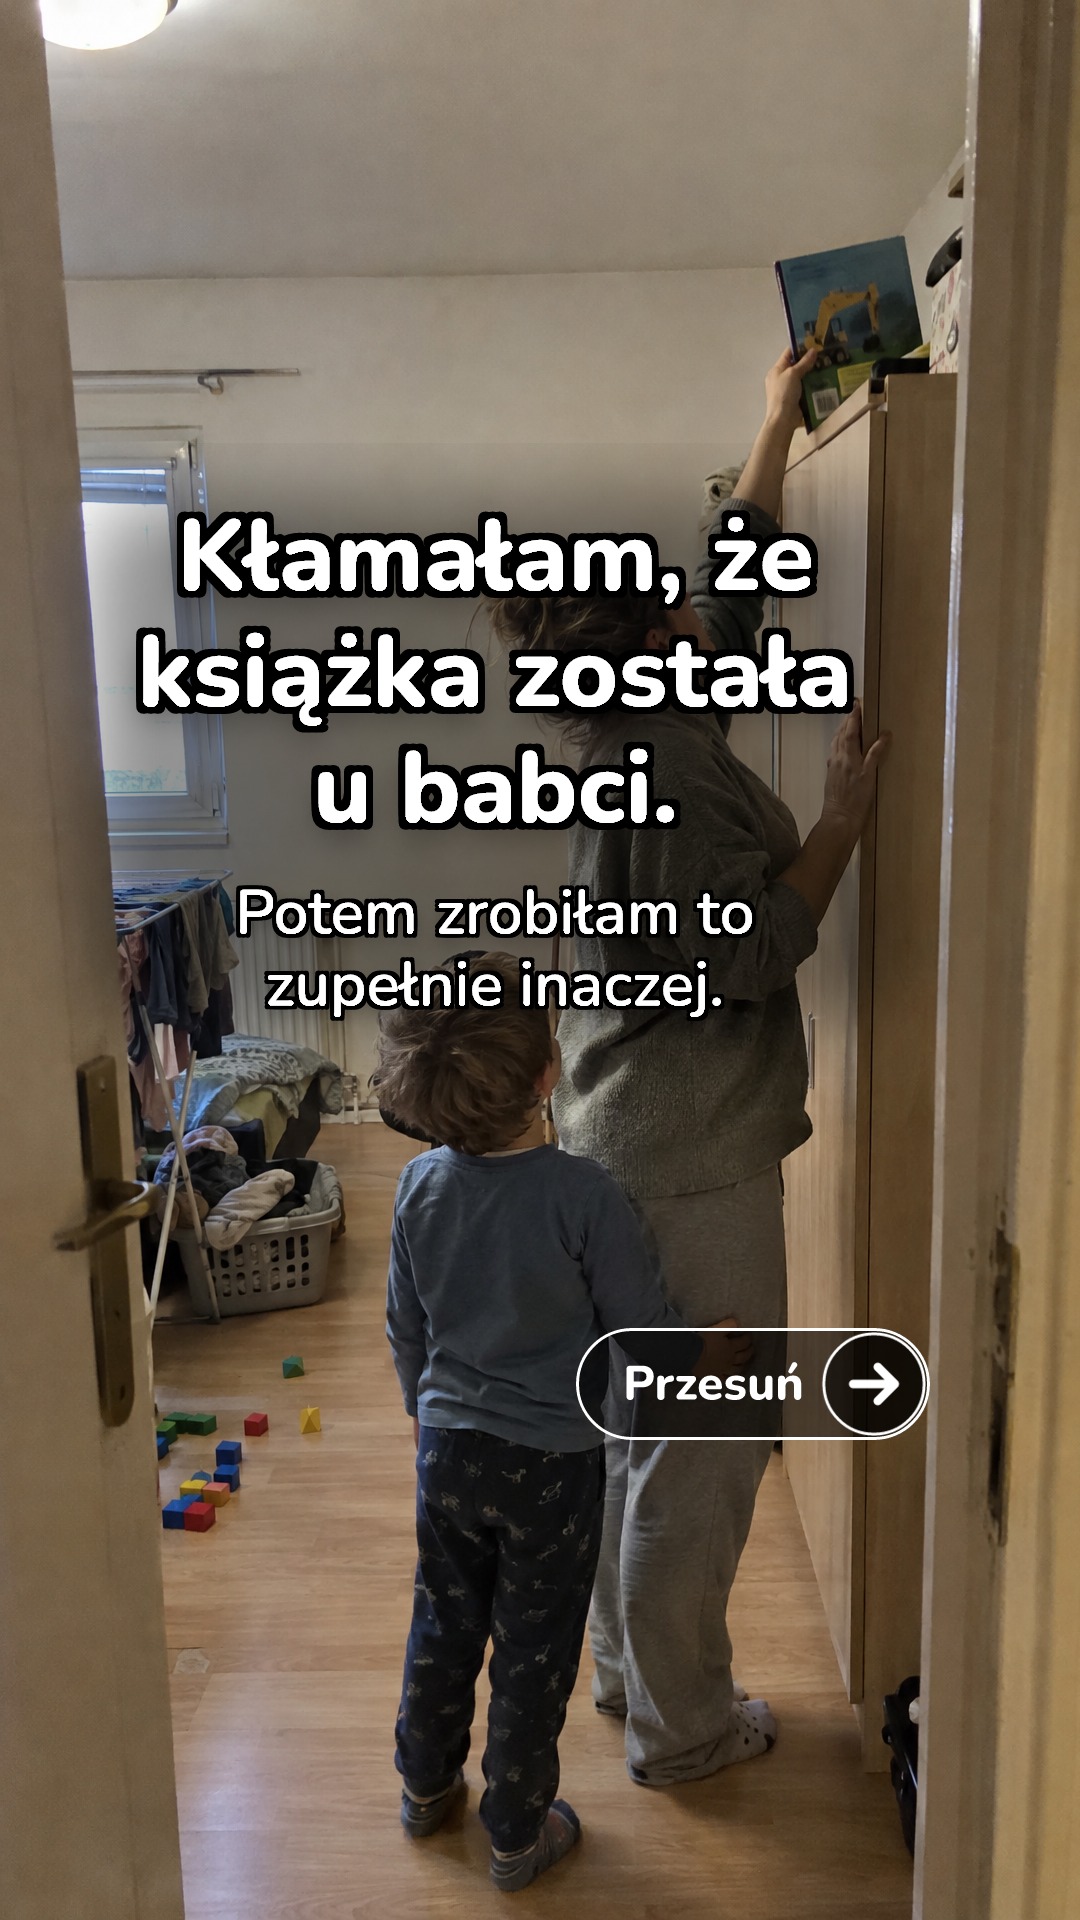 Kłamałam, że
książka została
u babci.
Potem zrobiłam to
zupełnie inaczej.
Przesuń